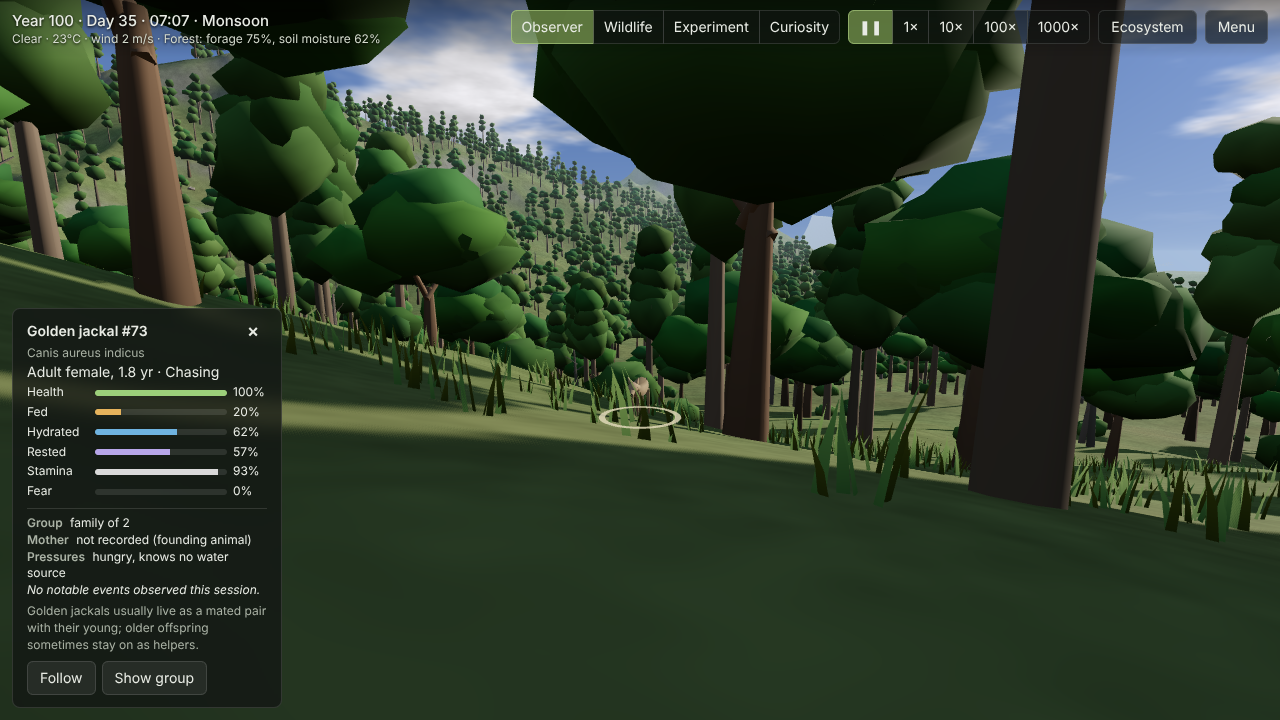 Year 100 · Day 35 · 07:07 · Monsoon
Clear · 23°C · wind 2 m/s · Forest: forage 75%, soil moisture 62%
Observer Wildlife Experiment Curiosity ❚❚ 1× 10× 100× 1000× Ecosystem Menu
Golden jackal #73 ×
Canis aureus indicus
Adult female, 1.8 yr · Chasing
Health 100%
Fed 20%
Hydrated 62%
Rested 57%
Stamina 93%
Fear 0%
Group family of 2
Mother not recorded (founding animal)
Pressures hungry, knows no water
source
No notable events observed this session.
Golden jackals usually live as a mated pair
with their young; older offspring
sometimes stay on as helpers.
Follow Show group